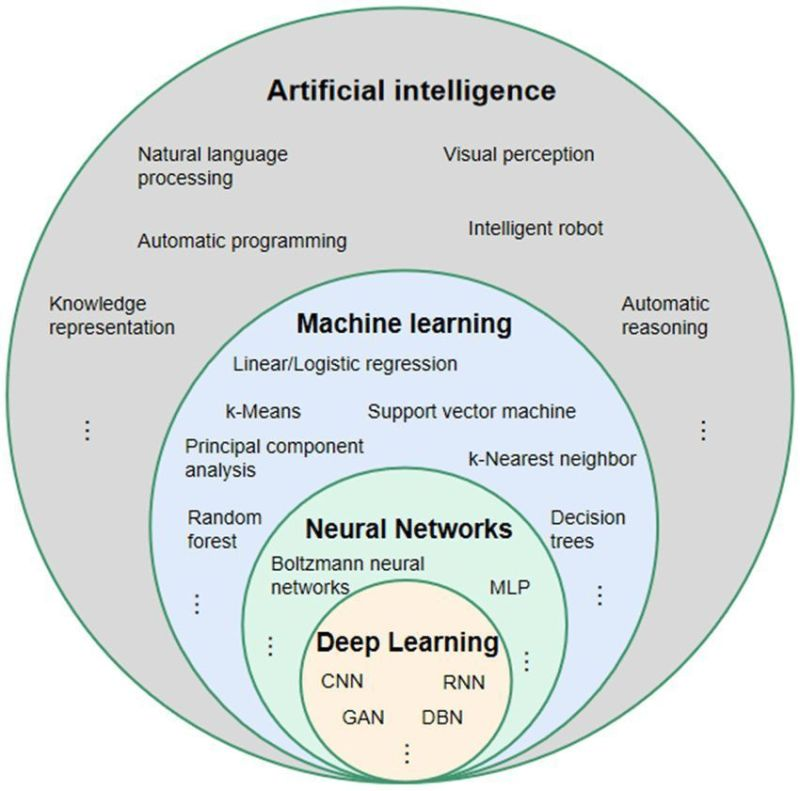 Artificial intelligence
Natural language
processing
Visual perception
Automatic programming
Intelligent robot
Knowledge
representation
Automatic
reasoning
⋮
⋮
Machine learning
Linear/Logistic regression
k-Means
Support vector machine
Principal component
analysis
k-Nearest neighbor
Random
forest
Decision
trees
⋮
⋮
Neural Networks
Boltzmann neural
networks
MLP
⋮
⋮
Deep Learning
CNN
RNN
GAN
DBN
⋮